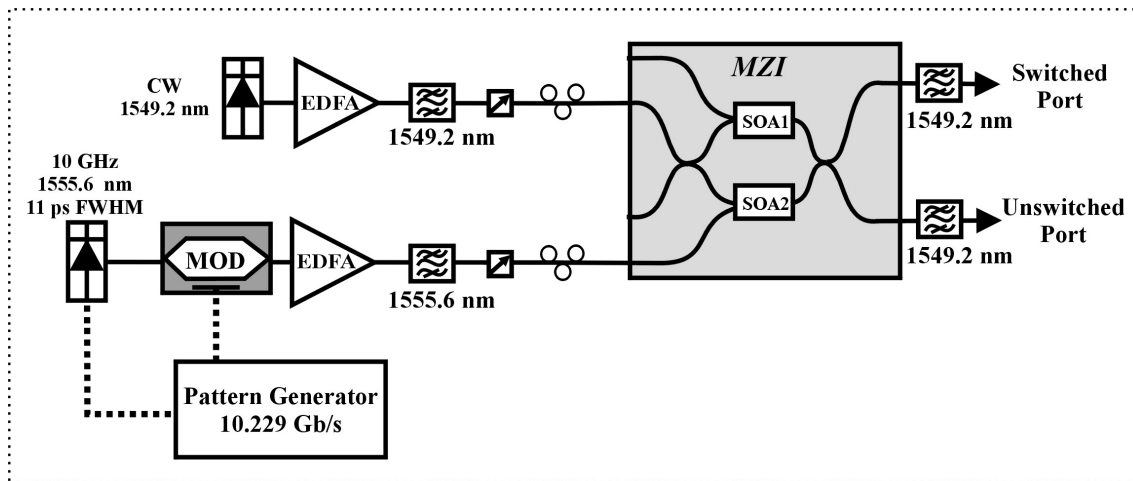 CW
1549.2 nm
EDFA
1549.2 nm
MZI
SOA1
SOA2
1549.2 nm
Switched
Port
10 GHz
1555.6 nm
11 ps FWHM
MOD
EDFA
1555.6 nm
1549.2 nm
Unswitched
Port
Pattern Generator
10.229 Gb/s